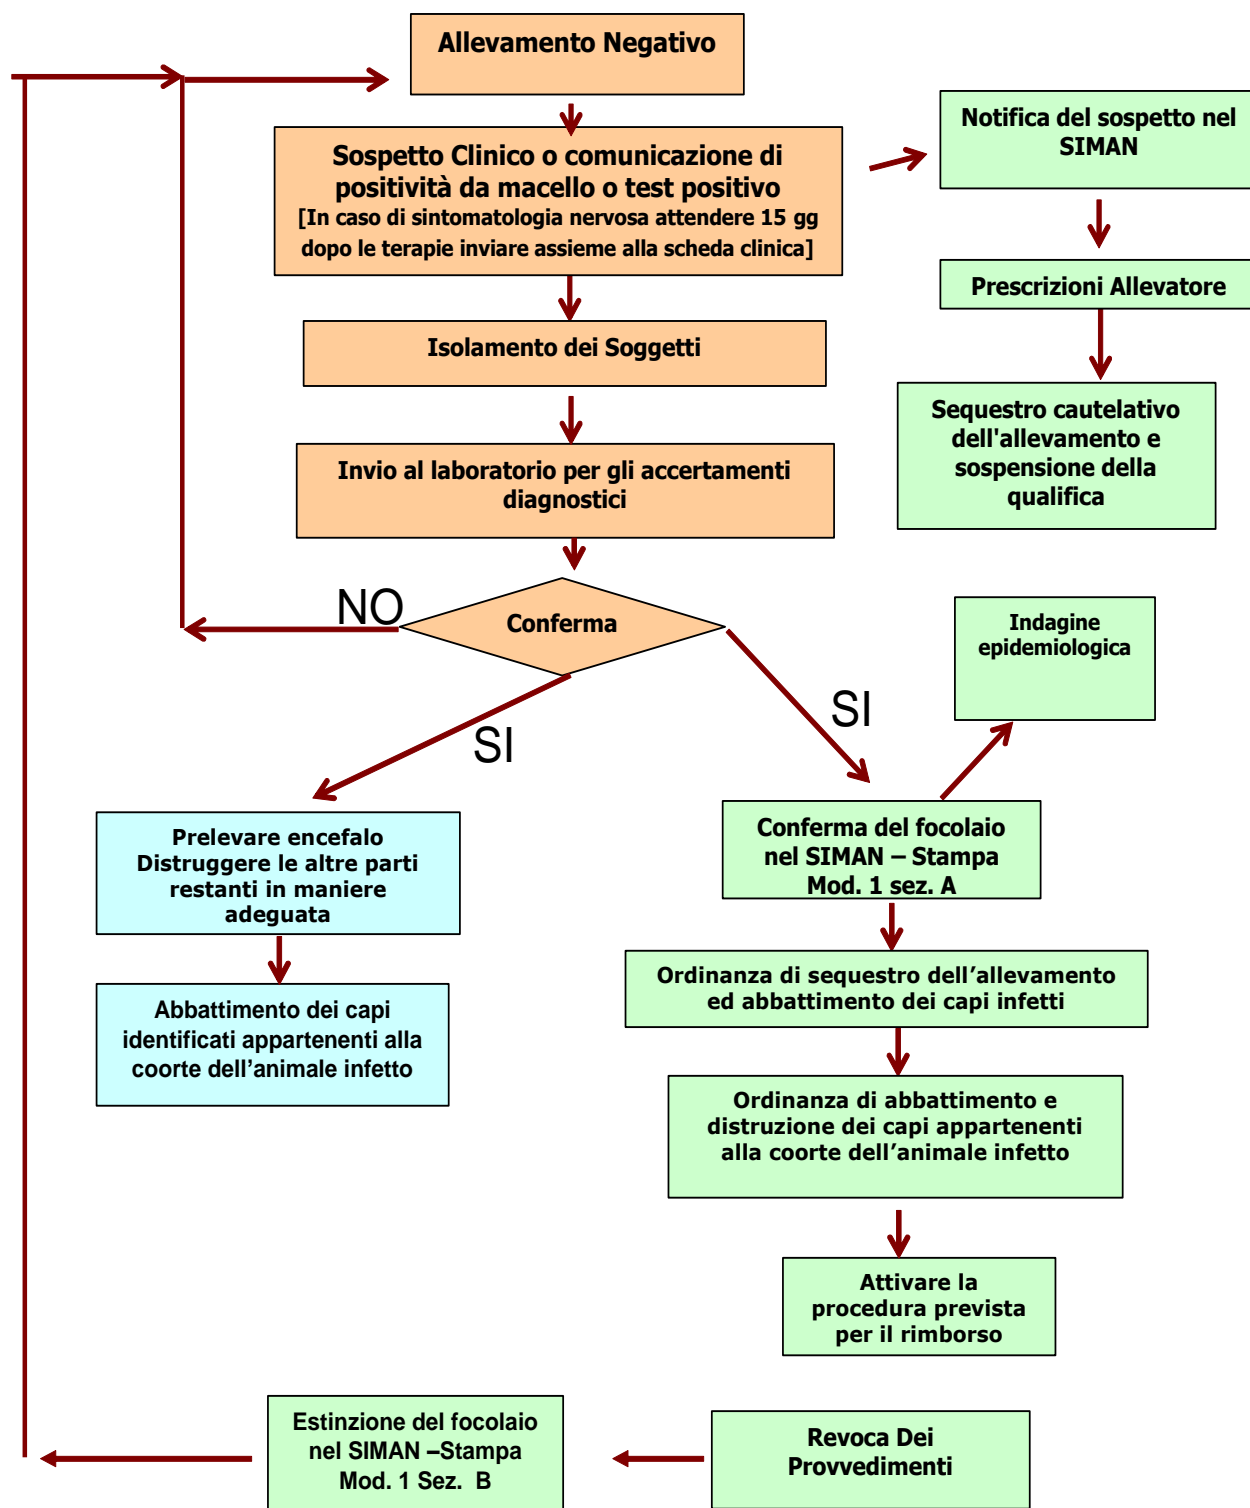 Allevamento Negativo
Notifica del sospetto nel
SIMAN
Sospetto Clinico o comunicazione di
positività da macello o test positivo
[In caso di sintomatologia nervosa attendere 15 gg
dopo le terapie inviare assieme alla scheda clinica]
Prescrizioni Allevatore
Isolamento dei Soggetti
Sequestro cautelativo
dell'allevamento e
sospensione della
qualifica
Invio al laboratorio per gli accertamenti
diagnostici
NO
Conferma
Indagine
epidemiologica
SI
SI
Prelevare encefalo
Distruggere le altre parti
restanti in maniere
adeguata
Conferma del focolaio
nel SIMAN – Stampa
Mod. 1 sez. A
Abbattimento dei capi
identificati appartenenti alla
coorte dell’animale infetto
Ordinanza di sequestro dell’allevamento
ed abbattimento dei capi infetti
Ordinanza di abbattimento e
distruzione dei capi appartenenti
alla coorte dell’animale infetto
Attivare la
procedura prevista
per il rimborso
Estinzione del focolaio
nel SIMAN –Stampa
Mod. 1 Sez. B
Revoca Dei
Provvedimenti